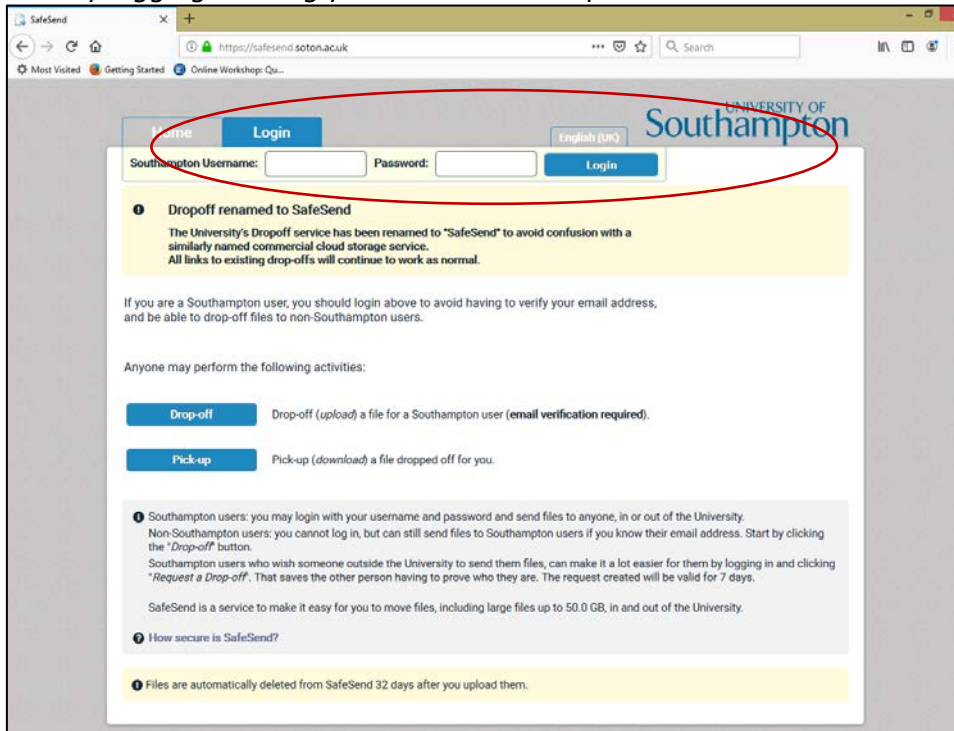 SafeSend
https://safesend.soton.ac.uk
Search
Most Visited Getting Started Online Workshop: Qu...
UNIVERSITY OF
Southampton
Home Login English (UK)
Southampton Username: Password: Login
Dropoff renamed to SafeSend
The University's Dropoff service has been renamed to "SafeSend" to avoid confusion with a
similarly named commercial cloud storage service.
All links to existing drop-offs will continue to work as normal.
If you are a Southampton user, you should login above to avoid having to verify your email address,
and be able to drop-off files to non-Southampton users.
Anyone may perform the following activities:
Drop-off Drop-off (upload) a file for a Southampton user (email verification required).
Pick-up Pick-up (download) a file dropped off for you.
Southampton users: you may login with your username and password and send files to anyone, in or out of the University.
Non-Southampton users: you cannot log in, but can still send files to Southampton users if you know their email address. Start by clicking
the "Drop-off" button.
Southampton users who wish someone outside the University to send them files, can make it a lot easier for them by logging in and clicking
"Request a Drop-off". That saves the other person having to prove who they are. The request created will be valid for 7 days.
SafeSend is a service to make it easy for you to move files, including large files up to 50.0 GB, in and out of the University.
How secure is SafeSend?
Files are automatically deleted from SafeSend 32 days after you upload them.